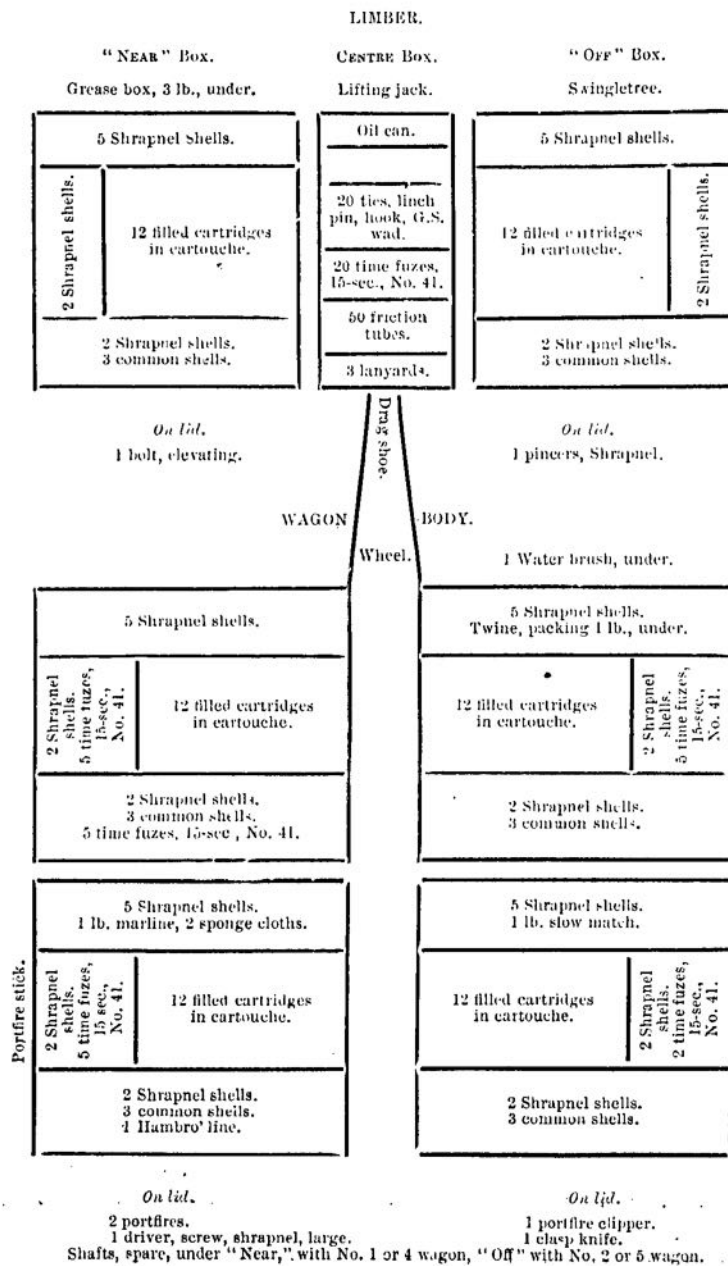 LIMBER.
"NEAR" BOX.
Grease box, 3 lb., under.
CENTRE BOX.
Lifting jack.
"OFF" BOX.
Swingletree.
5 Shrapnel shells.
2 Shrapnel shells.
12 filled cartridges
in cartouche.
2 Shrapnel shells.
3 common shells.
Oil can.
20 ties, linch
pin, hook, G.S.
wad.
20 time fuzes,
15-sec., No. 41.
50 friction
tubes.
3 lanyards.
5 Shrapnel shells.
12 filled cartridges
in cartouche.
2 Shrapnel shells.
2 Shrapnel shells.
3 common shells.
On lid.
1 bolt, elevating.
Drag shoe.
On lid.
1 pincers, Shrapnel.
WAGON BODY.
Wheel.
1 Water brush, under.
5 Shrapnel shells.
2 Shrapnel
shells.
5 time fuzes,
15-sec.,
No. 41.
12 filled cartridges
in cartouche.
2 Shrapnel shells.
3 common shells.
5 time fuzes, 15-sec., No. 41.
5 Shrapnel shells.
Twine, packing 1 lb., under.
12 filled cartridges
in cartouche.
2 Shrapnel
shells.
5 time fuzes,
15-sec.,
No. 41.
2 Shrapnel shells.
3 common shells.
Portfire stick.
5 Shrapnel shells.
1 lb. marline, 2 sponge cloths.
2 Shrapnel
shells.
5 time fuzes,
15 sec.,
No. 41.
12 filled cartridges
in cartouche.
2 Shrapnel shells.
3 common shells.
1 Hambro' line.
5 Shrapnel shells.
1 lb. slow match.
12 filled cartridges
in cartouche.
2 Shrapnel
shells.
2 time fuzes,
15-sec.,
No. 41.
2 Shrapnel shells.
3 common shells.
On lid.
2 portfires.
1 driver, screw, shrapnel, large.
On lid.
1 portfire clipper.
1 clasp knife.
Shafts, spare, under "Near," with No. 1 or 4 wagon, "Off" with No. 2 or 5 wagon.